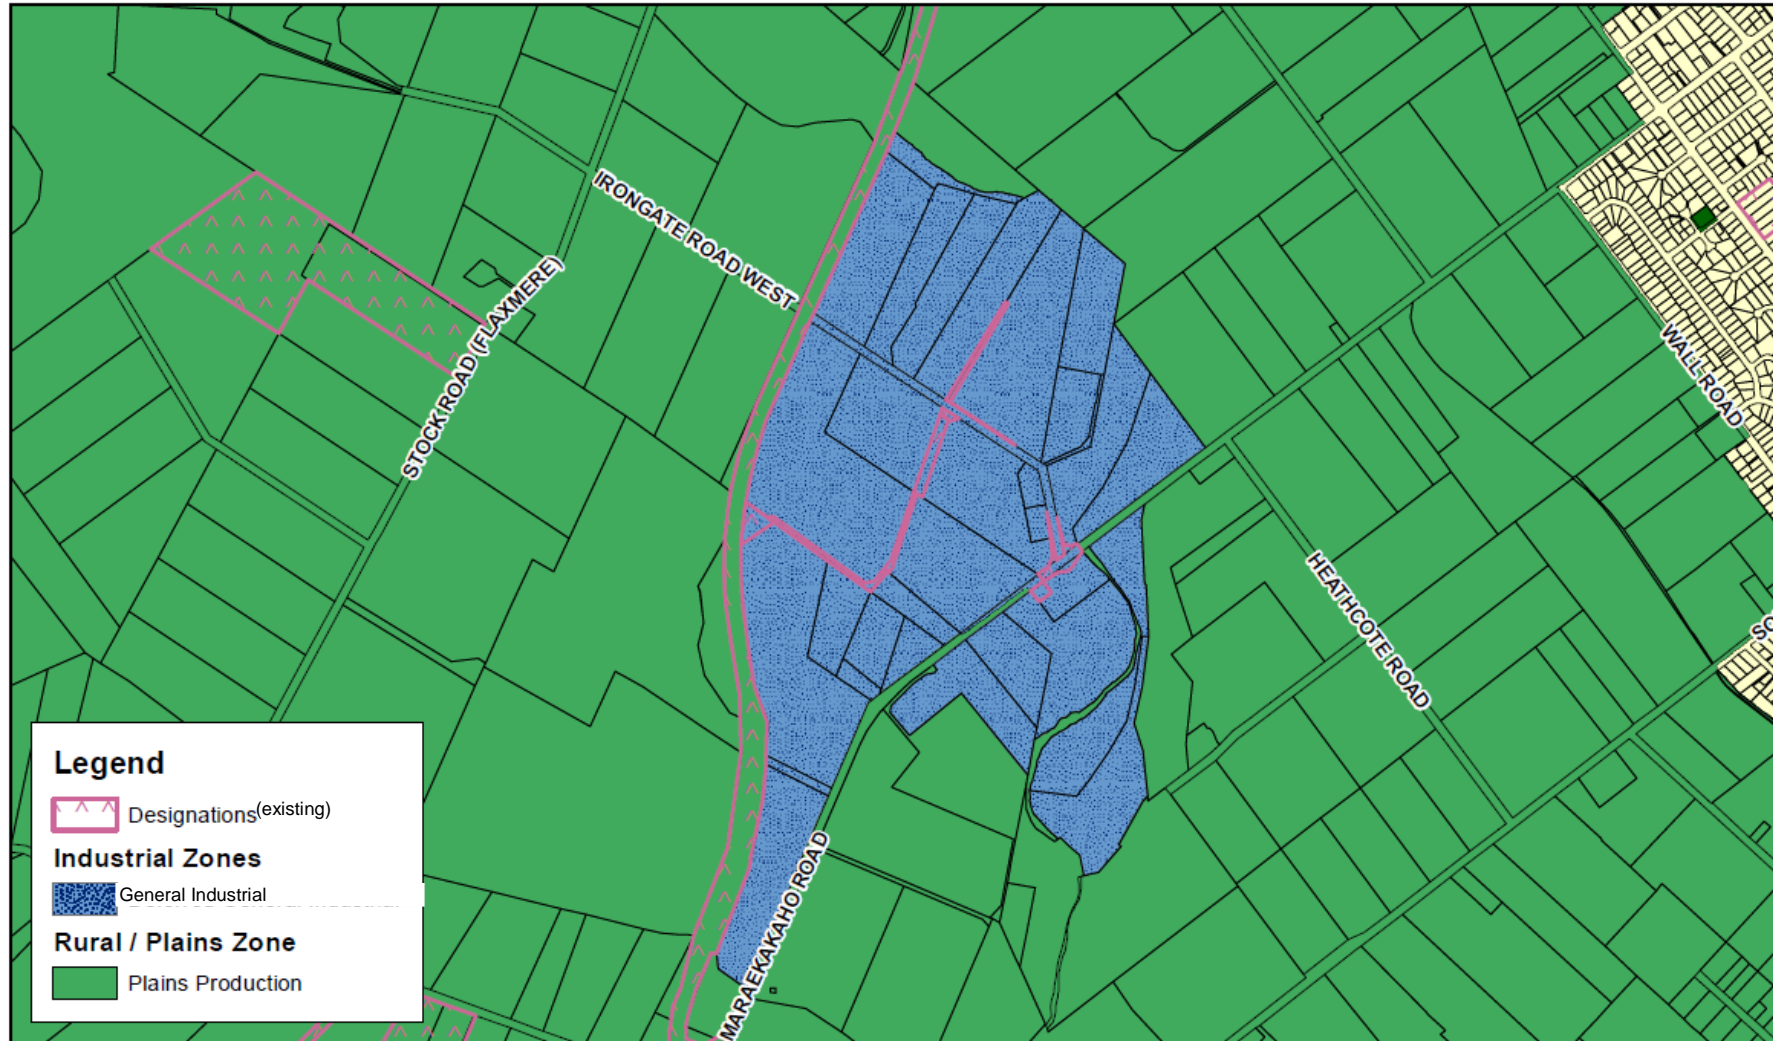 IRONGATE ROAD WEST
STOCK ROAD (FLAXMERE)
WALL ROAD
HEATHCOTE ROAD
MARAEKAKAHO ROAD
Legend
Designations(existing)
Industrial Zones
General Industrial
Rural / Plains Zone
Plains Production